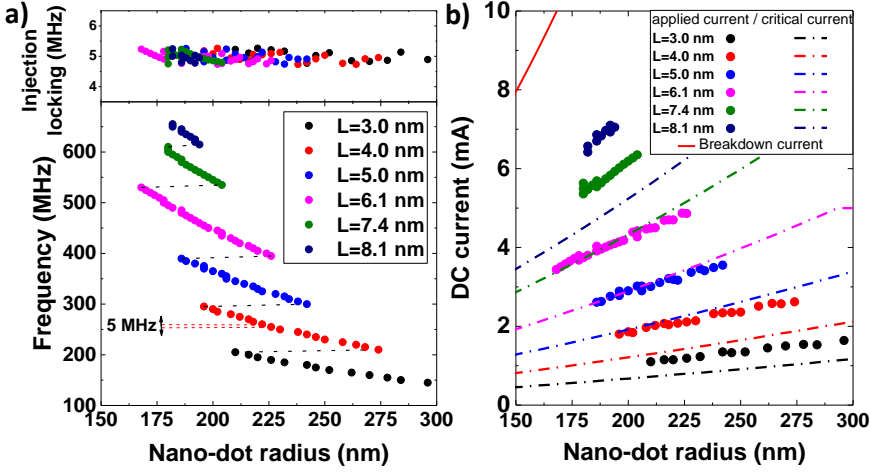 a)
Injection
locking (MHz)
6
5
4
Frequency (MHz)
600
500
400
300
200
100
L=3.0 nm
L=4.0 nm
L=5.0 nm
L=6.1 nm
L=7.4 nm
L=8.1 nm
5 MHz
150 175 200 225 250 275 300
Nano-dot radius (nm)
b)
DC current (mA)
10
8
6
4
2
0
applied current / critical current
L=3.0 nm
L=4.0 nm
L=5.0 nm
L=6.1 nm
L=7.4 nm
L=8.1 nm
Breakdown current
150 200 250 300
Nano-dot radius (nm)